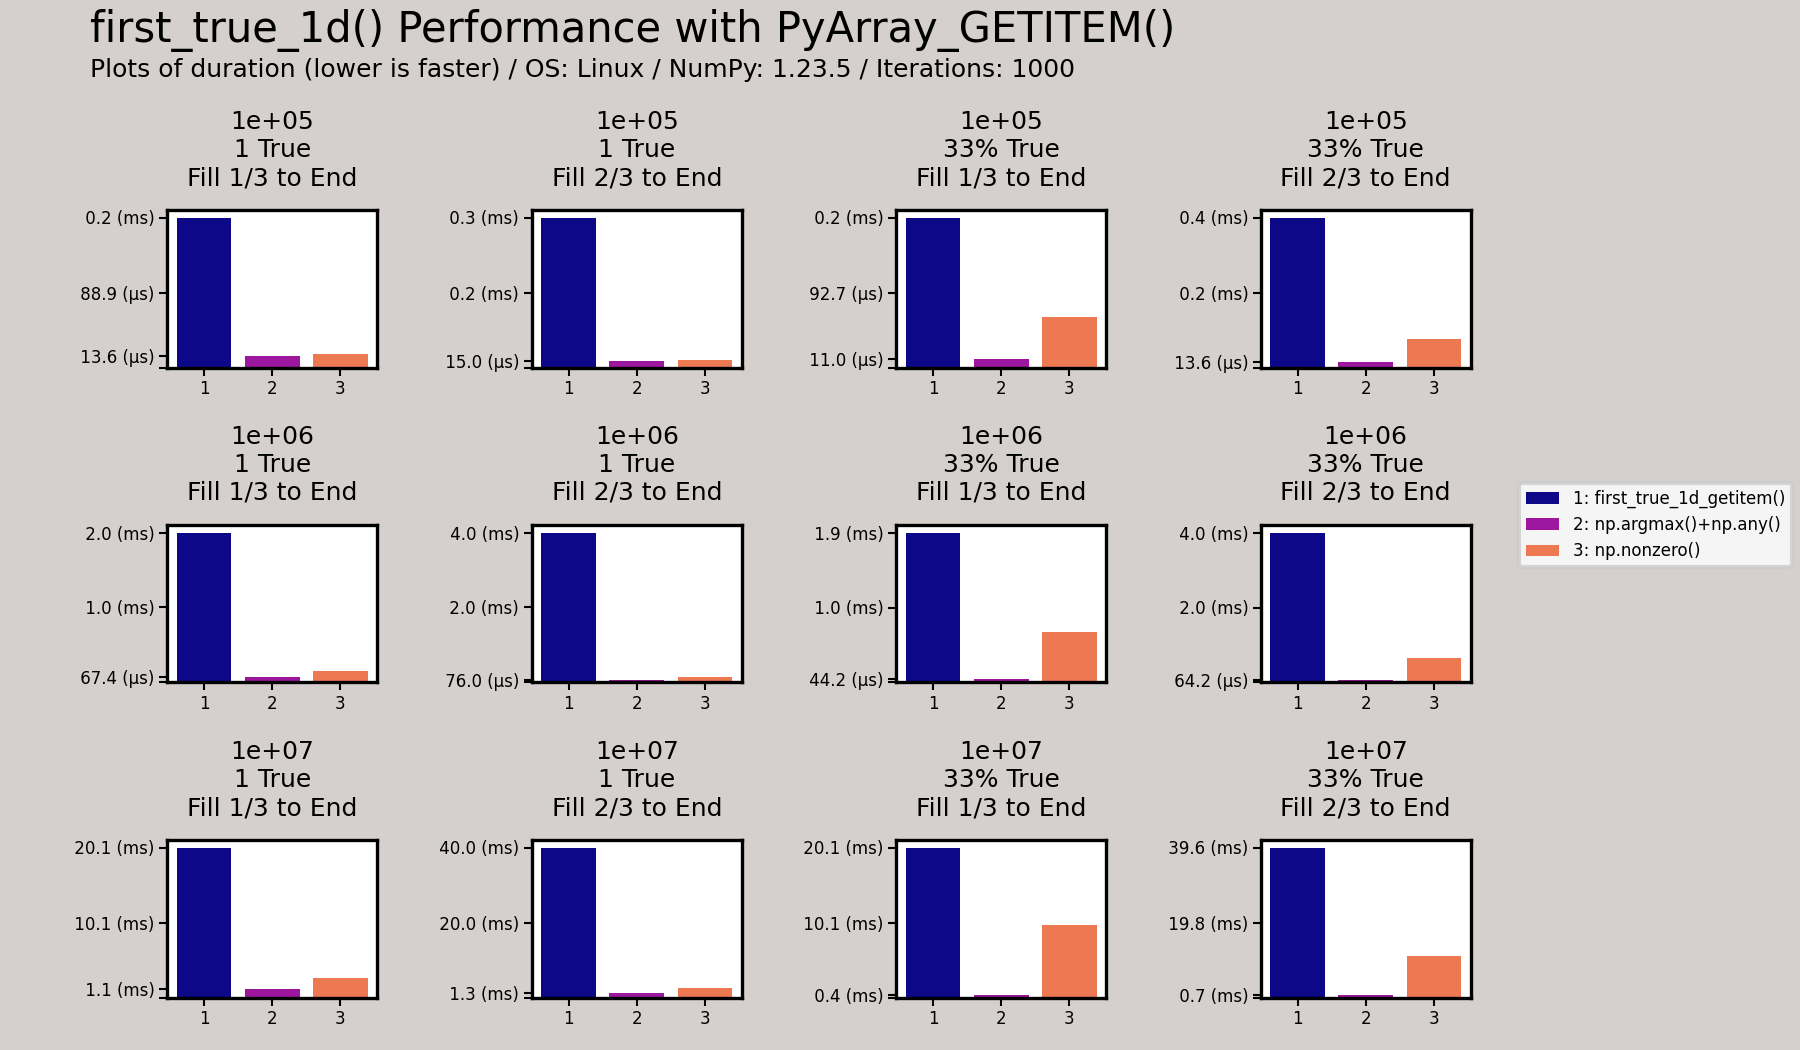 first_true_1d() Performance with PyArray_GETITEM()
Plots of duration (lower is faster) / OS: Linux / NumPy: 1.23.5 / Iterations: 1000
1e+05
1 True
Fill 1/3 to End
0.2 (ms)
88.9 (µs)
13.6 (µs)
1 2 3
1e+05
1 True
Fill 2/3 to End
0.3 (ms)
0.2 (ms)
15.0 (µs)
1 2 3
1e+05
33% True
Fill 1/3 to End
0.2 (ms)
92.7 (µs)
11.0 (µs)
1 2 3
1e+05
33% True
Fill 2/3 to End
0.4 (ms)
0.2 (ms)
13.6 (µs)
1 2 3
1e+06
1 True
Fill 1/3 to End
2.0 (ms)
1.0 (ms)
67.4 (µs)
1 2 3
1e+06
1 True
Fill 2/3 to End
4.0 (ms)
2.0 (ms)
76.0 (µs)
1 2 3
1e+06
33% True
Fill 1/3 to End
1.9 (ms)
1.0 (ms)
44.2 (µs)
1 2 3
1e+06
33% True
Fill 2/3 to End
4.0 (ms)
2.0 (ms)
64.2 (µs)
1 2 3
1: first_true_1d_getitem()
2: np.argmax()+np.any()
3: np.nonzero()
1e+07
1 True
Fill 1/3 to End
20.1 (ms)
10.1 (ms)
1.1 (ms)
1 2 3
1e+07
1 True
Fill 2/3 to End
40.0 (ms)
20.0 (ms)
1.3 (ms)
1 2 3
1e+07
33% True
Fill 1/3 to End
20.1 (ms)
10.1 (ms)
0.4 (ms)
1 2 3
1e+07
33% True
Fill 2/3 to End
39.6 (ms)
19.8 (ms)
0.7 (ms)
1 2 3